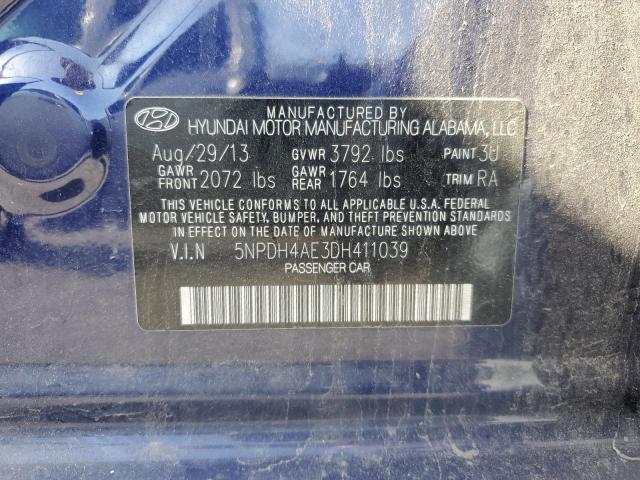 MANUFACTURED BY
HYUNDAI MOTOR MANUFACTURING ALABAMA, LLC
Aug/29/13 GVWR 3792 lbs PAINT 3U
GAWR FRONT 2072 lbs GAWR REAR 1764 lbs TRIM RA
THIS VEHICLE CONFORMS TO ALL APPLICABLE U.S.A. FEDERAL
MOTOR VEHICLE SAFETY, BUMPER, AND THEFT PREVENTION STANDARDS
IN EFFECT ON THE DATE OF MANUFACTURE SHOWN ABOVE.
V.I.N 5NPDH4AE3DH411039
PASSENGER CAR